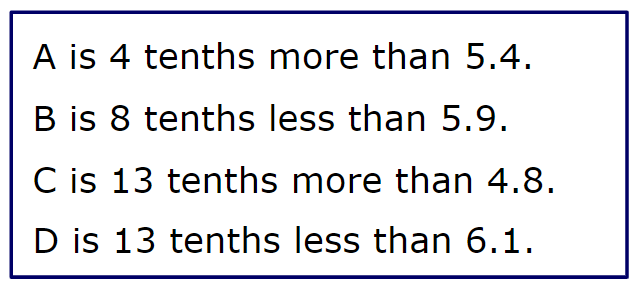 A is 4 tenths more than 5.4.
B is 8 tenths less than 5.9.
C is 13 tenths more than 4.8.
D is 13 tenths less than 6.1.